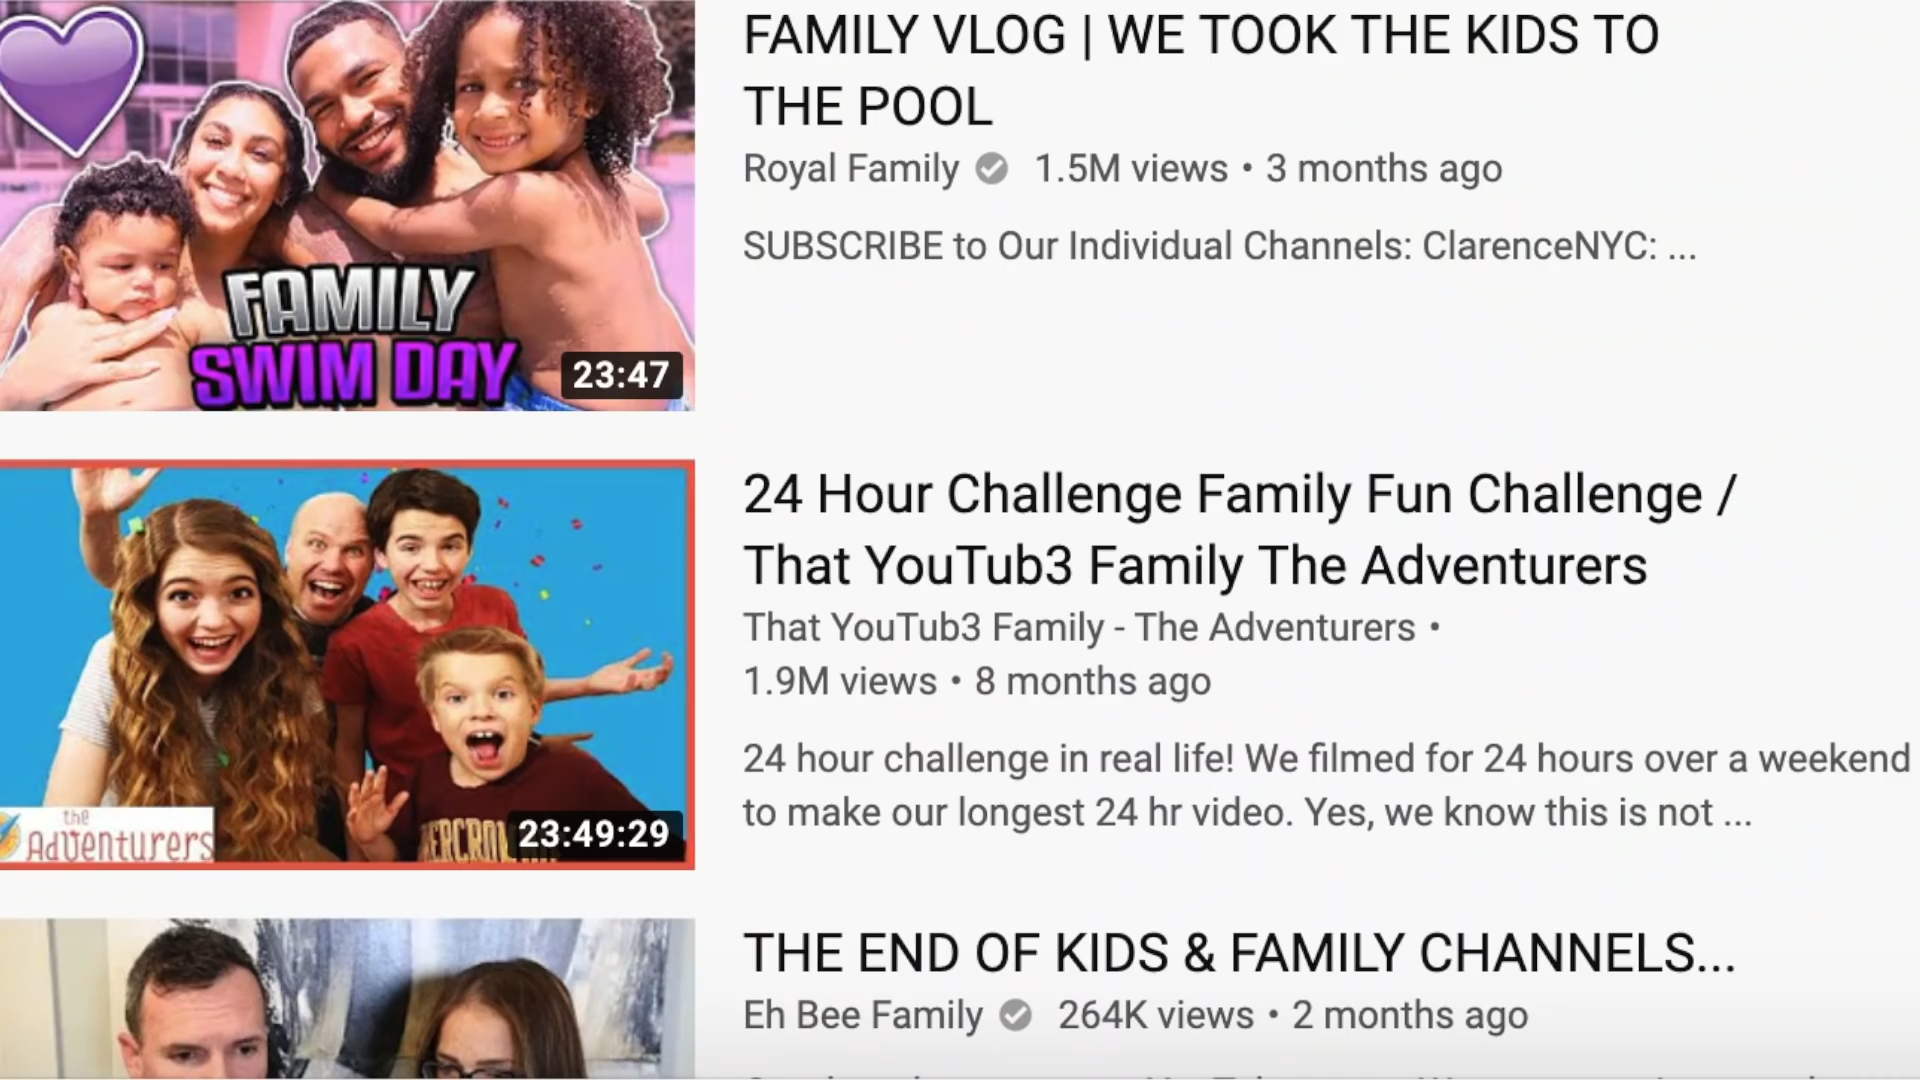 FAMILY VLOG | WE TOOK THE KIDS TO
THE POOL
Royal Family 1.5M views • 3 months ago
SUBSCRIBE to Our Individual Channels: ClarenceNYC: ...
FAMILY
SWIM DAY
23:47
24 Hour Challenge Family Fun Challenge /
That YouTub3 Family The Adventurers
That YouTub3 Family - The Adventurers •
1.9M views • 8 months ago
24 hour challenge in real life! We filmed for 24 hours over a weekend
to make our longest 24 hr video. Yes, we know this is not ...
the
Adventurers
23:49:29
THE END OF KIDS & FAMILY CHANNELS...
Eh Bee Family 264K views • 2 months ago